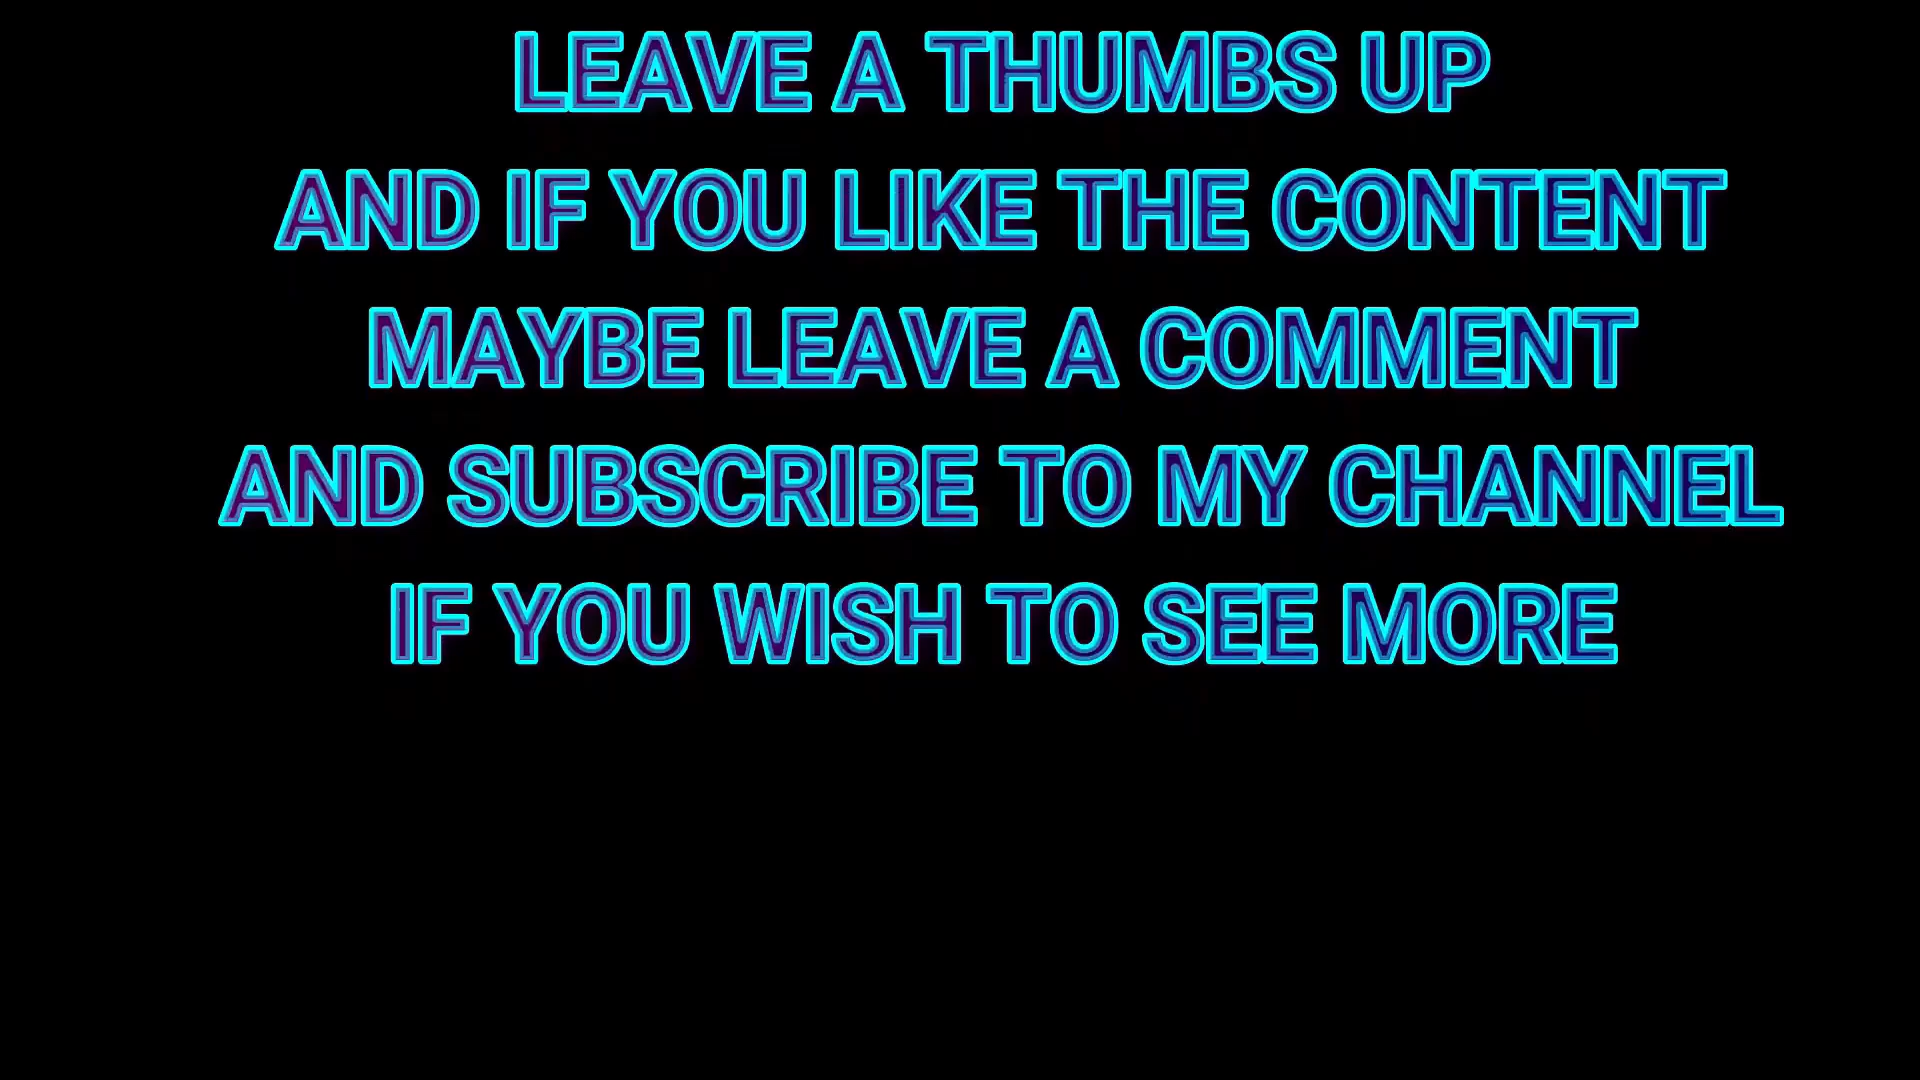 LEAVE A THUMBS UP
AND IF YOU LIKE THE CONTENT
MAYBE LEAVE A COMMENT
AND SUBSCRIBE TO MY CHANNEL
IF YOU WISH TO SEE MORE